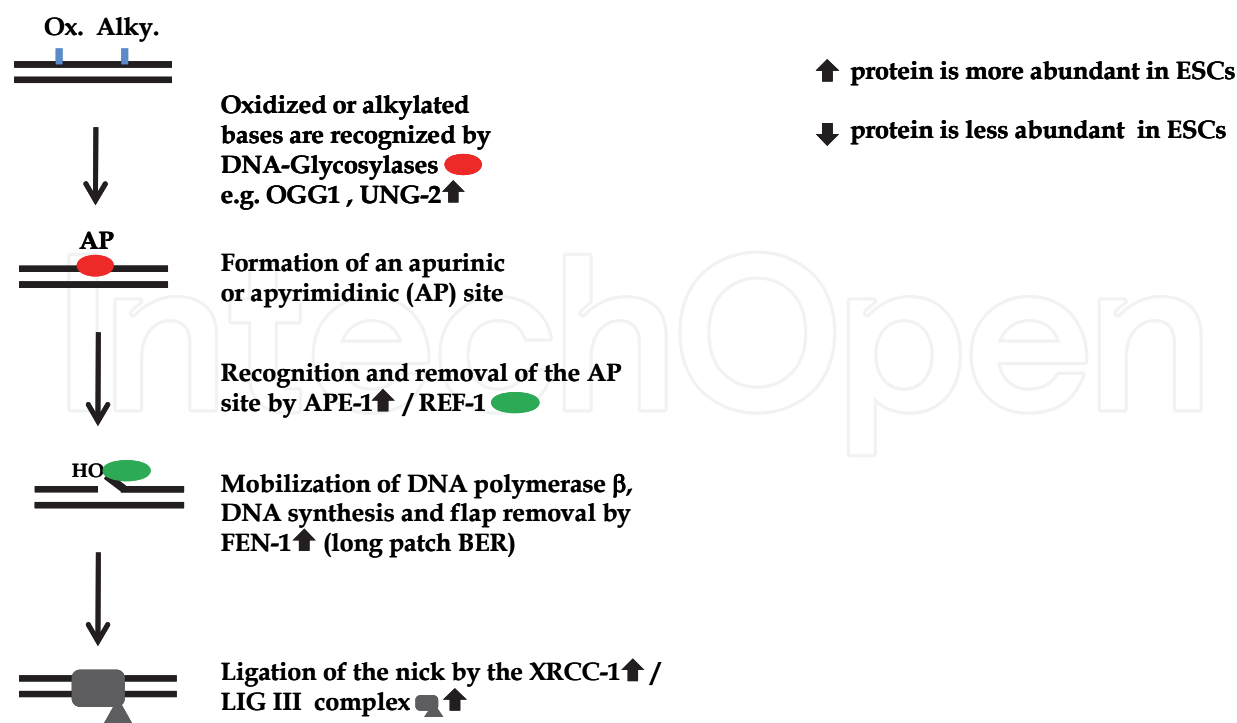 Ox. Alky.
⬆ protein is more abundant in ESCs
⬇ protein is less abundant in ESCs
Oxidized or alkylated
bases are recognized by
DNA-Glycosylases
e.g. OGG1 , UNG-2⬆
AP
Formation of an apurinic
or apyrimidinic (AP) site
IntechOpen
Recognition and removal of the AP
site by APE-1⬆ / REF-1
HO
Mobilization of DNA polymerase β,
DNA synthesis and flap removal by
FEN-1⬆ (long patch BER)
Ligation of the nick by the XRCC-1⬆ /
LIG III complex ⬆